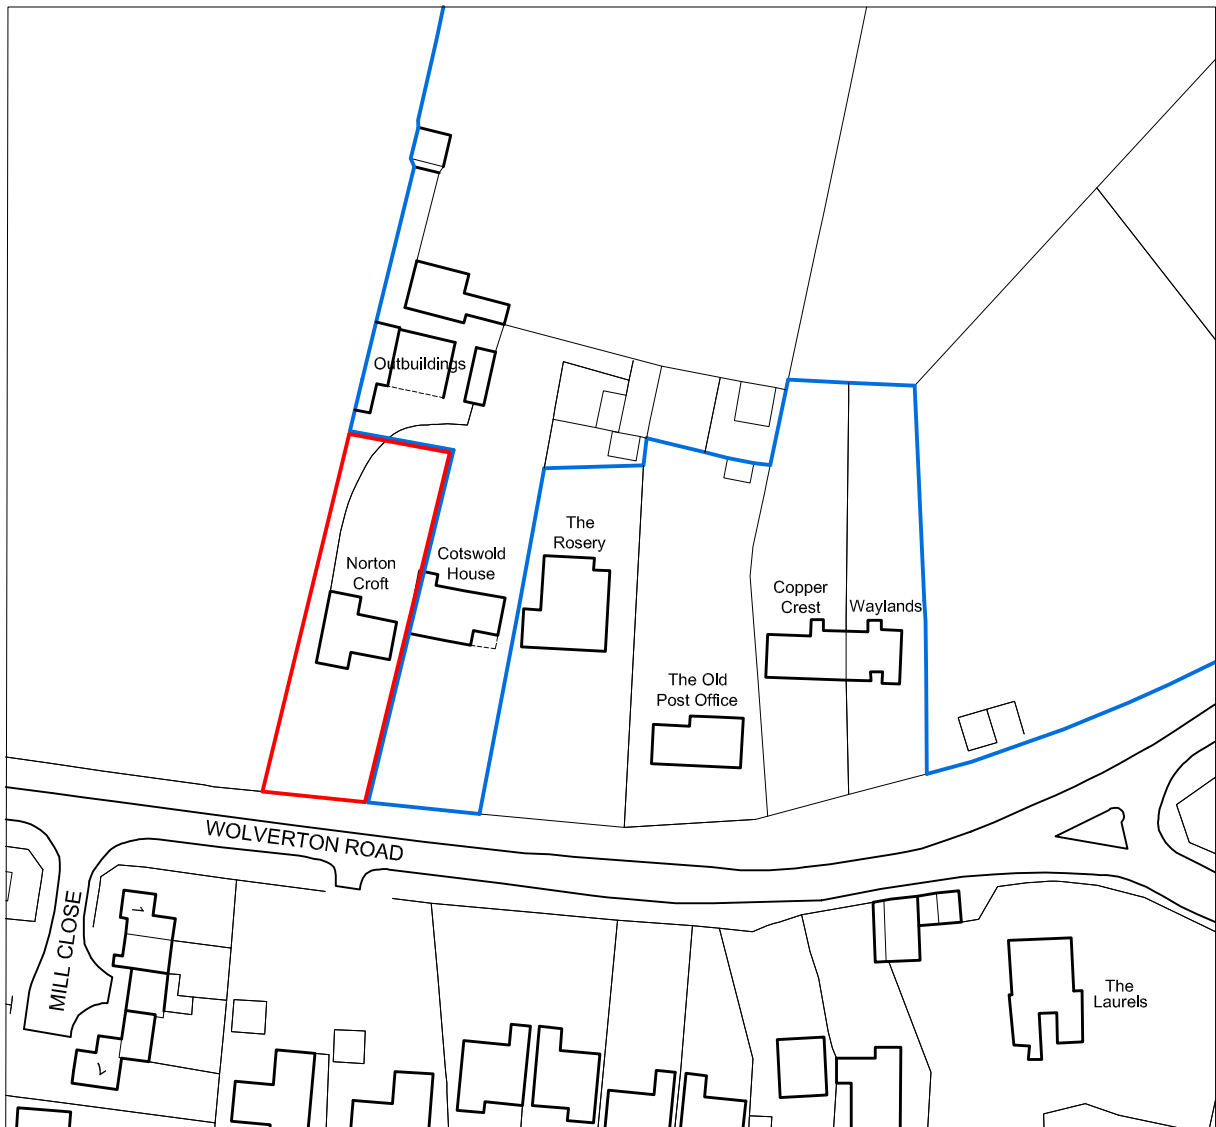 Outbuildings
The
Rosery
Cotswold
House
Norton
Croft
Copper
Crest
Waylands
The Old
Post Office
WOLVERTON ROAD
MILL CLOSE
1
The
Laurels